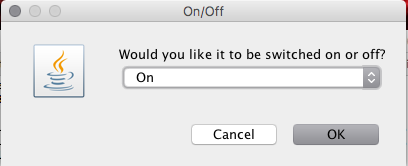 On/Off
Would you like it to be switched on or off?
On
Cancel
OK